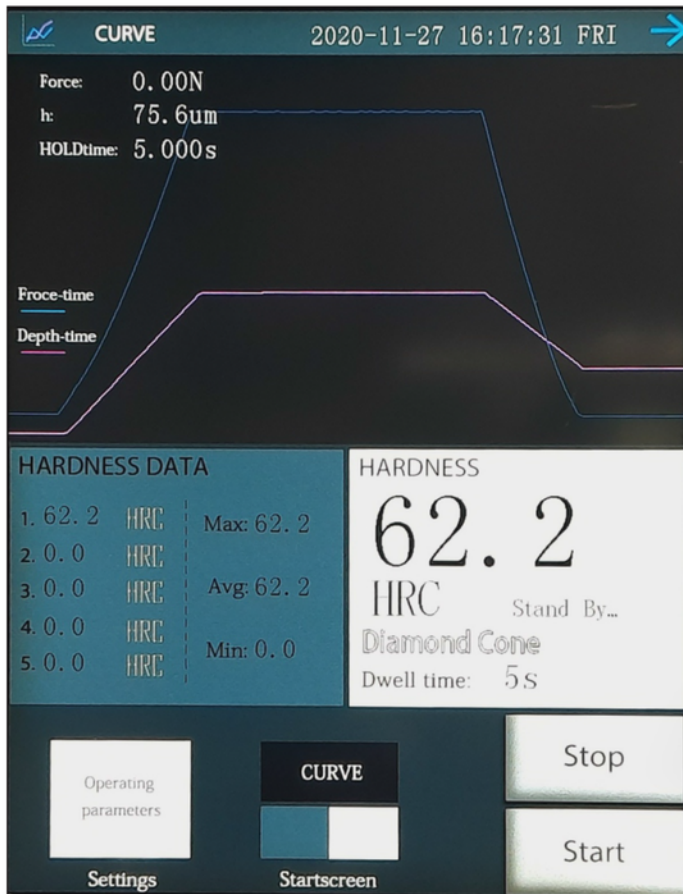 CURVE 2020-11-27 16:17:31 FRI
Force: 0.00N
h: 75.6um
HOLDtime: 5.000s
Froce-time
Depth-time
HARDNESS DATA
1. 62.2 HRC
2. 0.0 HRC
3. 0.0 HRC
4. 0.0 HRC
5. 0.0 HRC
Max: 62.2
Avg: 62.2
Min: 0.0
HARDNESS
62.2
HRC Stand By...
Diamond Cone
Dwell time: 5s
Operating
parameters
Settings
CURVE
Startscreen
Stop
Start